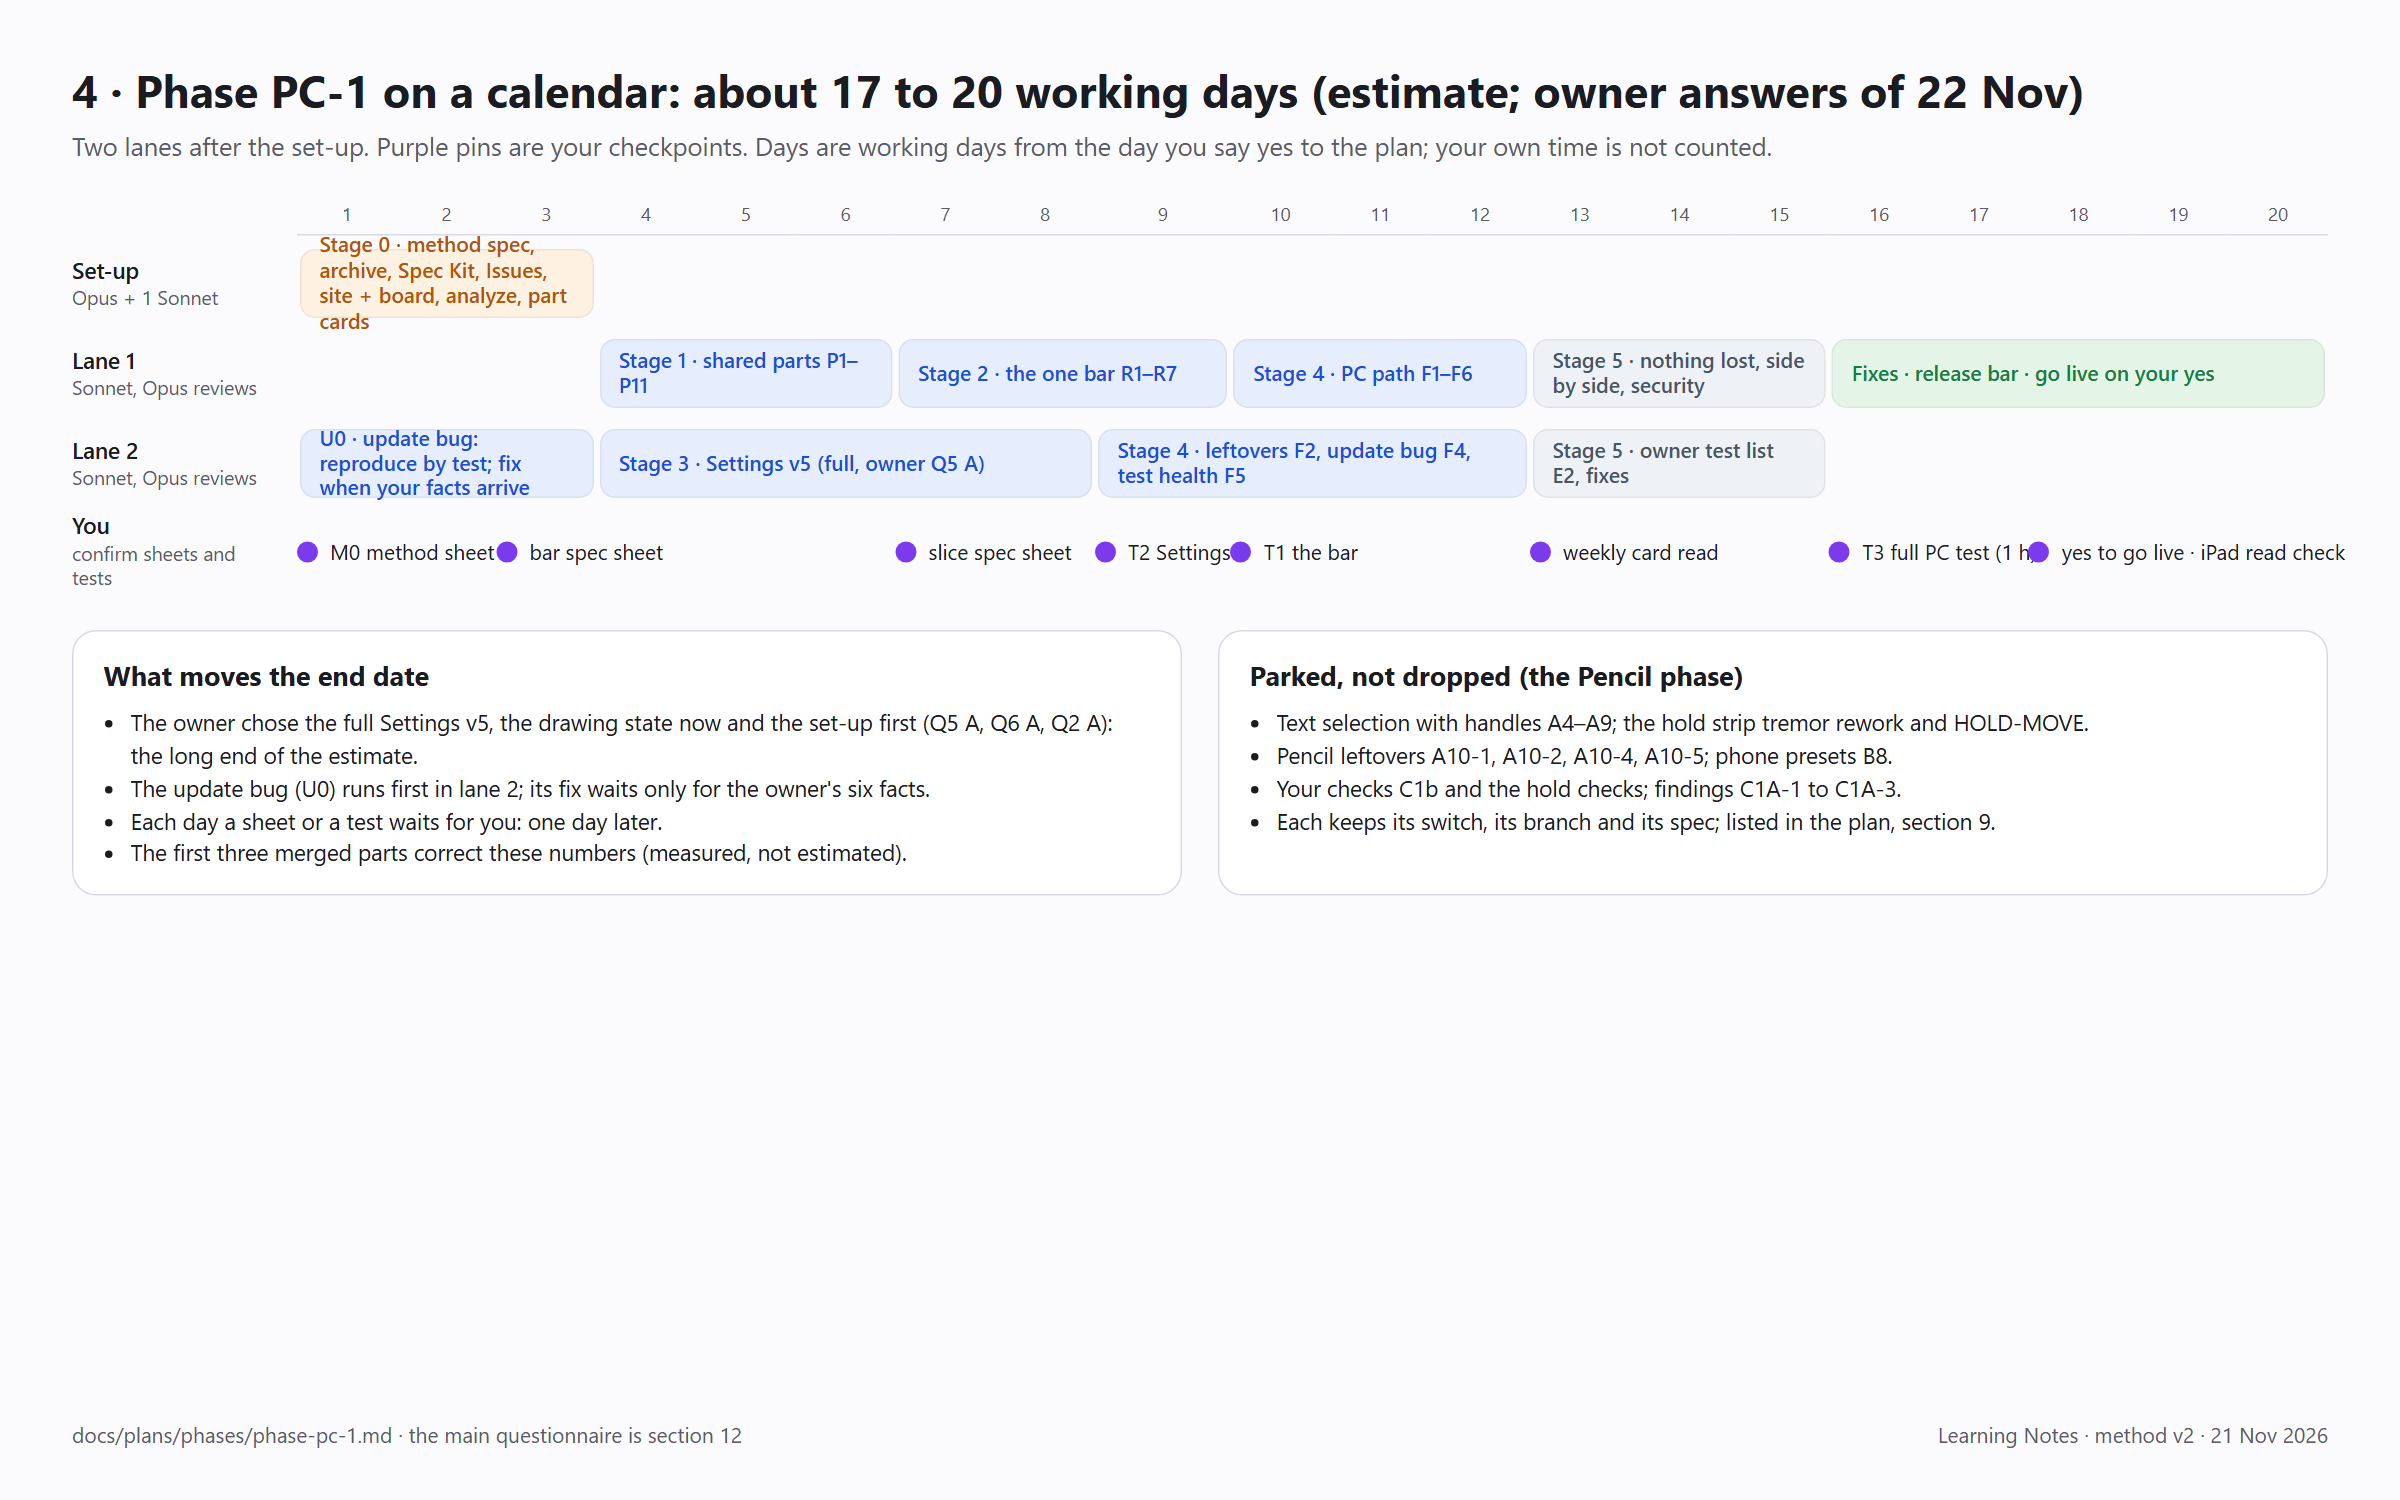 4 · Phase PC-1 on a calendar: about 17 to 20 working days (estimate; owner answers of 22 Nov)
Two lanes after the set-up. Purple pins are your checkpoints. Days are working days from the day you say yes to the plan; your own time is not counted.
1 2 3 4 5 6 7 8 9 10 11 12 13 14 15 16 17 18 19 20
Set-up
Opus + 1 Sonnet
Stage 0 · method spec,
archive, Spec Kit, Issues,
site + board, analyze, part
cards
Lane 1
Sonnet, Opus reviews
Stage 1 · shared parts P1–
P11
Stage 2 · the one bar R1–R7
Stage 4 · PC path F1–F6
Stage 5 · nothing lost, side
by side, security
Fixes · release bar · go live on your yes
Lane 2
Sonnet, Opus reviews
U0 · update bug:
reproduce by test; fix
when your facts arrive
Stage 3 · Settings v5 (full, owner Q5 A)
Stage 4 · leftovers F2, update bug F4,
test health F5
Stage 5 · owner test list
E2, fixes
You
confirm sheets and
tests
M0 method sheet
bar spec sheet
slice spec sheet
T2 Settings
T1 the bar
weekly card read
T3 full PC test (1
yes to go live · iPad read check
What moves the end date
• The owner chose the full Settings v5, the drawing state now and the set-up first (Q5 A, Q6 A, Q2 A):
the long end of the estimate.
• The update bug (U0) runs first in lane 2; its fix waits only for the owner's six facts.
• Each day a sheet or a test waits for you: one day later.
• The first three merged parts correct these numbers (measured, not estimated).
Parked, not dropped (the Pencil phase)
• Text selection with handles A4–A9; the hold strip tremor rework and HOLD-MOVE.
• Pencil leftovers A10-1, A10-2, A10-4, A10-5; phone presets B8.
• Your checks C1b and the hold checks; findings C1A-1 to C1A-3.
• Each keeps its switch, its branch and its spec; listed in the plan, section 9.
docs/plans/phases/phase-pc-1.md · the main questionnaire is section 12
Learning Notes · method v2 · 21 Nov 2026